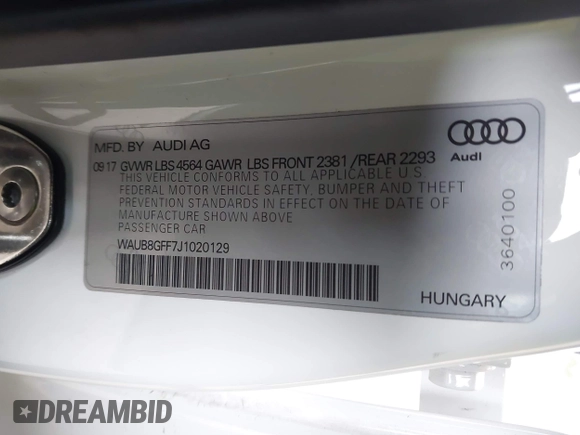 MFD. BY AUDI AG
09 17 GVWR LBS 4564 GAWR LBS FRONT 2381 / REAR 2293
THIS VEHICLE CONFORMS TO ALL APPLICABLE U.S.
FEDERAL MOTOR VEHICLE SAFETY, BUMPER AND THEFT
PREVENTION STANDARDS IN EFFECT ON THE DATE OF
MANUFACTURE SHOWN ABOVE
PASSENGER CAR
WAUB8GFF7J1020129
Audi
3640100
HUNGARY
DREAMBID